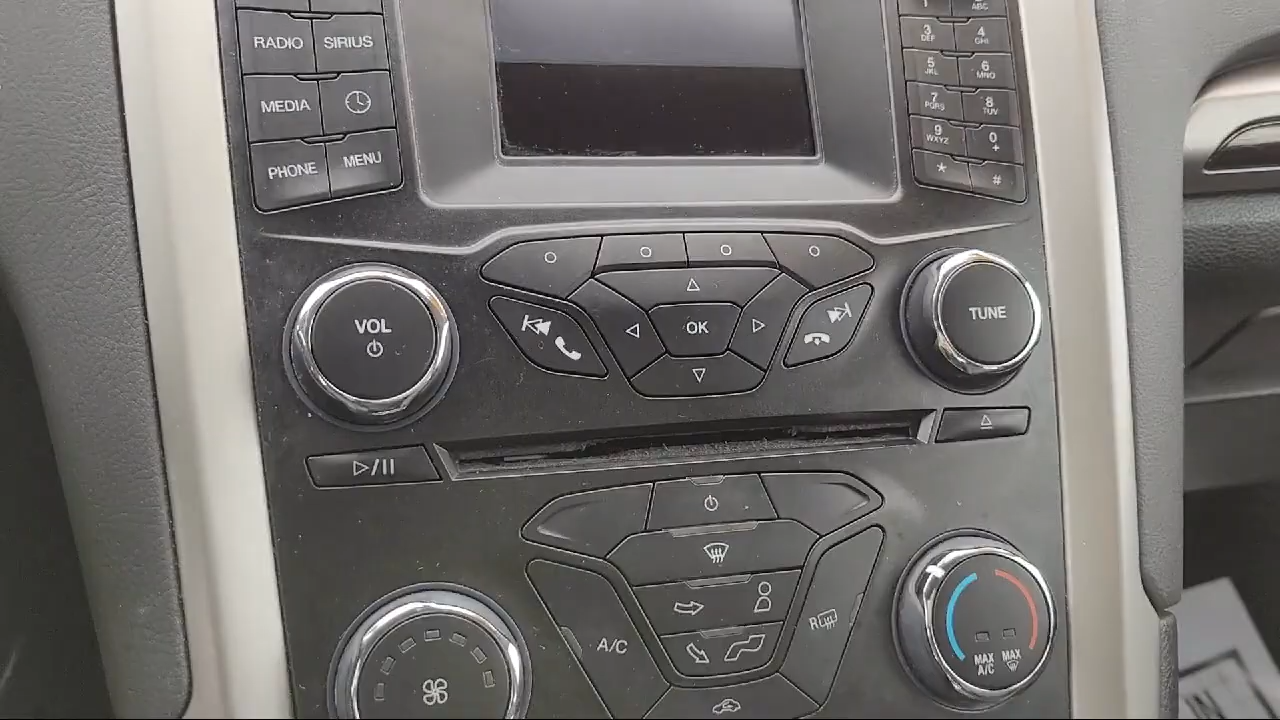 RADIO SIRIUS
MEDIA
PHONE MENU
ABC
3 DEF 4 GHI
5 JKL 6 MNO
7 PQRS 8 TUV
9 WXYZ 0 +
* #
VOL
OK
TUNE
A/C
R
MAX A/C
MAX